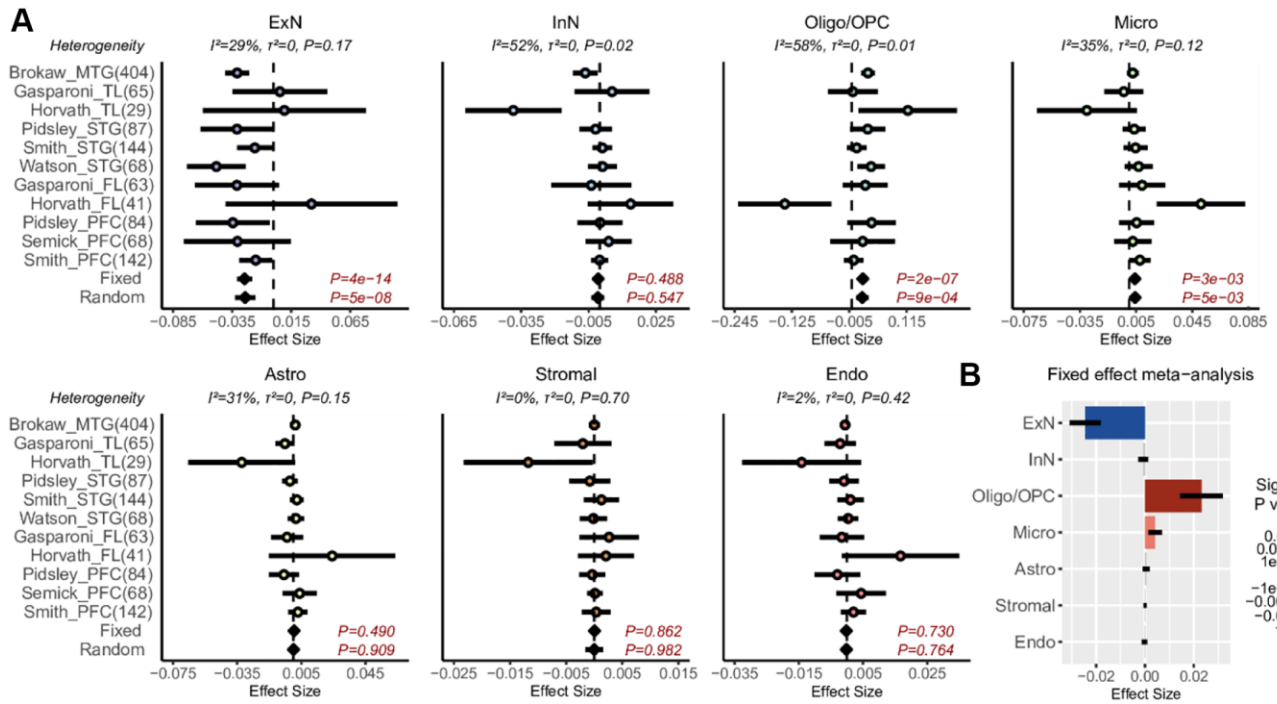 A
ExN
InN
Oligo/OPC
Micro
Heterogeneity
I²=29%, τ²=0, P=0.17
I²=52%, τ²=0, P=0.02
I²=58%, τ²=0, P=0.01
I²=35%, τ²=0, P=0.12
Brokaw_MTG(404)
Gasparoni_TL(65)
Horvath_TL(29)
Pidsley_STG(87)
Smith_STG(144)
Watson_STG(68)
Gasparoni_FL(63)
Horvath_FL(41)
Pidsley_PFC(84)
Semick_PFC(68)
Smith_PFC(142)
Fixed
Random
P=4e−14
P=5e−08
P=0.488
P=0.547
P=2e−07
P=9e−04
P=3e−03
P=5e−03
−0.085 −0.035 0.015 0.065
−0.065 −0.035 −0.005 0.025
−0.245 −0.125 −0.005 0.115
−0.075 −0.035 0.005 0.045 0.085
Effect Size
Effect Size
Effect Size
Effect Size
Astro
Stromal
Endo
Heterogeneity
I²=31%, τ²=0, P=0.15
I²=0%, τ²=0, P=0.70
I²=2%, τ²=0, P=0.42
Brokaw_MTG(404)
Gasparoni_TL(65)
Horvath_TL(29)
Pidsley_STG(87)
Smith_STG(144)
Watson_STG(68)
Gasparoni_FL(63)
Horvath_FL(41)
Pidsley_PFC(84)
Semick_PFC(68)
Smith_PFC(142)
Fixed
Random
P=0.490
P=0.909
P=0.862
P=0.982
P=0.730
P=0.764
−0.075 −0.035 0.005 0.045
−0.025 −0.015 −0.005 0.005 0.015
−0.035 −0.005 0.025
Effect Size
Effect Size
Effect Size
B
Fixed effect meta−analysis
ExN
InN
Oligo/OPC
Micro
Astro
Stromal
Endo
−0.02 0.00 0.02
Effect Size
Sig
P v
0.0
0.00
1e
−1e
−0.00
−0.0